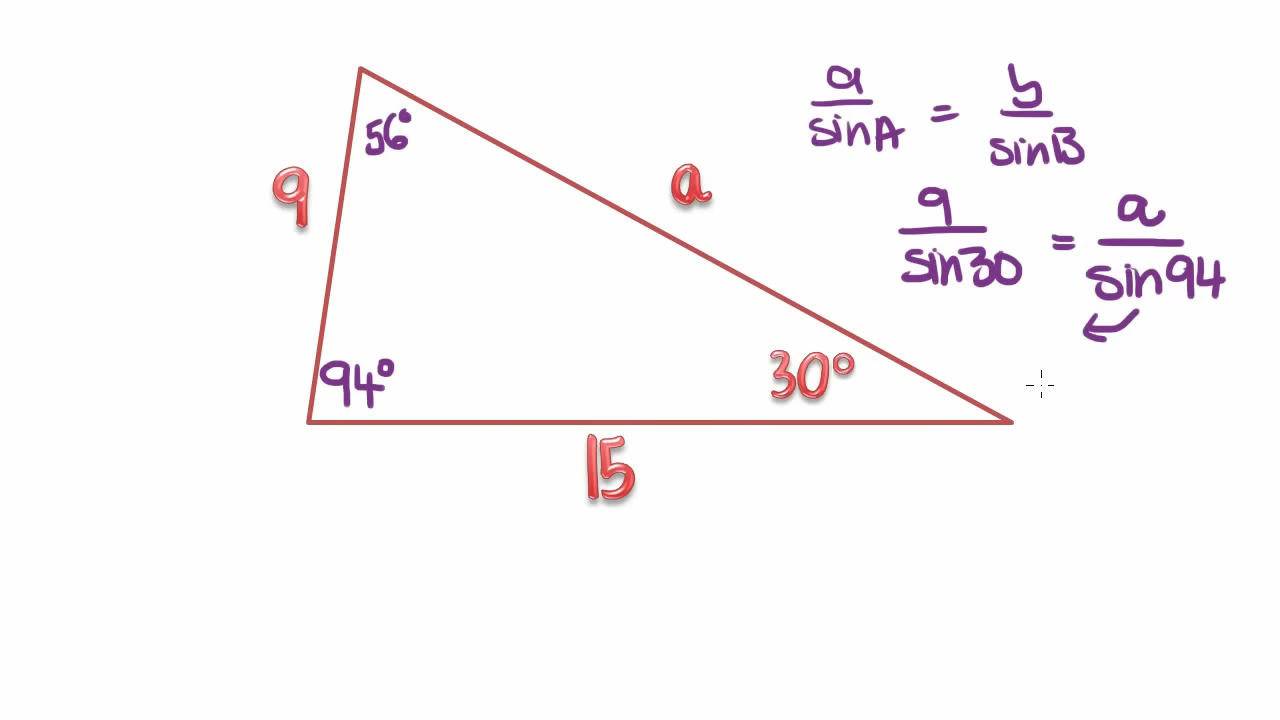 56°
9
a
94°
30°
15
a/sinA = b/sinB
9/sin30 = a/sin94